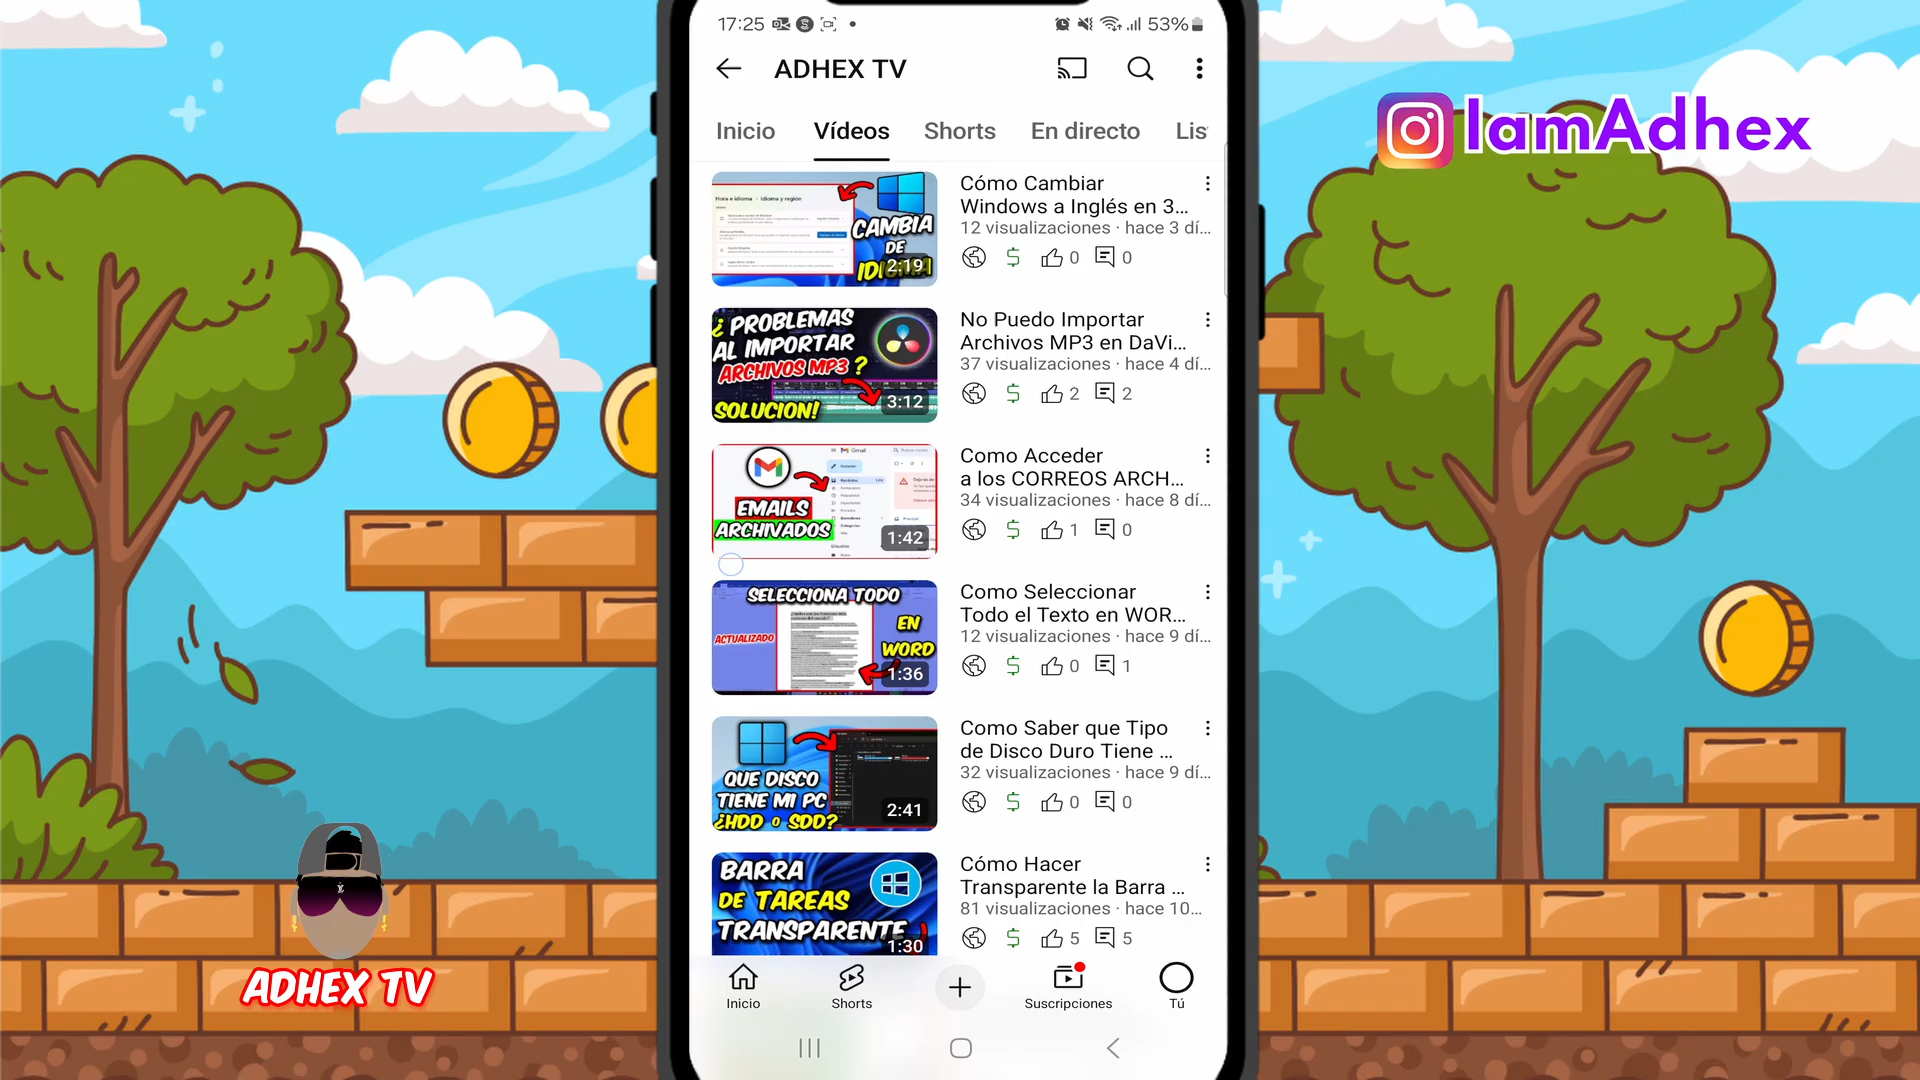 17:25
53%
ADHEX TV
Inicio
Vídeos
Shorts
En directo
Lis
IamAdhex
Hora e idioma > Idioma y región
CAMBIA
DE
IDIOMA
2:19
Cómo Cambiar
Windows a Inglés en 3...
12 visualizaciones · hace 3 dí...
0
0
¿ PROBLEMAS
AL IMPORTAR
ARCHIVOS MP3 ?
SOLUCION!
3:12
No Puedo Importar
Archivos MP3 en DaVi...
37 visualizaciones · hace 4 dí...
2
2
Gmail
EMAILS
ARCHIVADOS
1:42
Como Acceder
a los CORREOS ARCH...
34 visualizaciones · hace 8 dí...
1
0
SELECCIONA TODO
ACTUALIZADO
EN
WORD
1:36
Como Seleccionar
Todo el Texto en WOR...
12 visualizaciones · hace 9 dí...
0
1
QUE DISCO
TIENE MI PC
¿HDD o SDD?
2:41
Como Saber que Tipo
de Disco Duro Tiene ...
32 visualizaciones · hace 9 dí...
0
0
BARRA
DE TAREAS
TRANSPARENTE
1:30
Cómo Hacer
Transparente la Barra ...
81 visualizaciones · hace 10...
5
5
Inicio
Shorts
Suscripciones
Tú
ADHEX TV